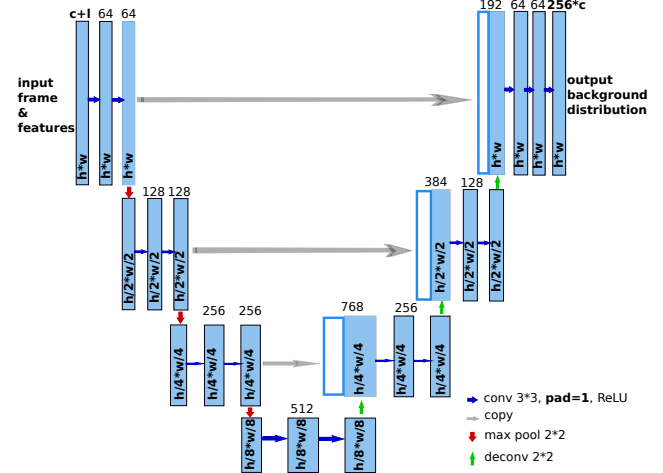 c+l 64 64
192 64 64 256*c
input
frame
&
features
output
background
distribution
h*w h*w h*w
h*w h*w h*w h*w
128 128
384 128
h/2*w/2 h/2*w/2 h/2*w/2
h/2*w/2 h/2*w/2 h/2*w/2
256 256
768 256
h/4*w/4 h/4*w/4 h/4*w/4
h/4*w/4 h/4*w/4 h/4*w/4
512
h/8*w/8 h/8*w/8 h/8*w/8
conv 3*3, pad=1, ReLU
copy
max pool 2*2
deconv 2*2